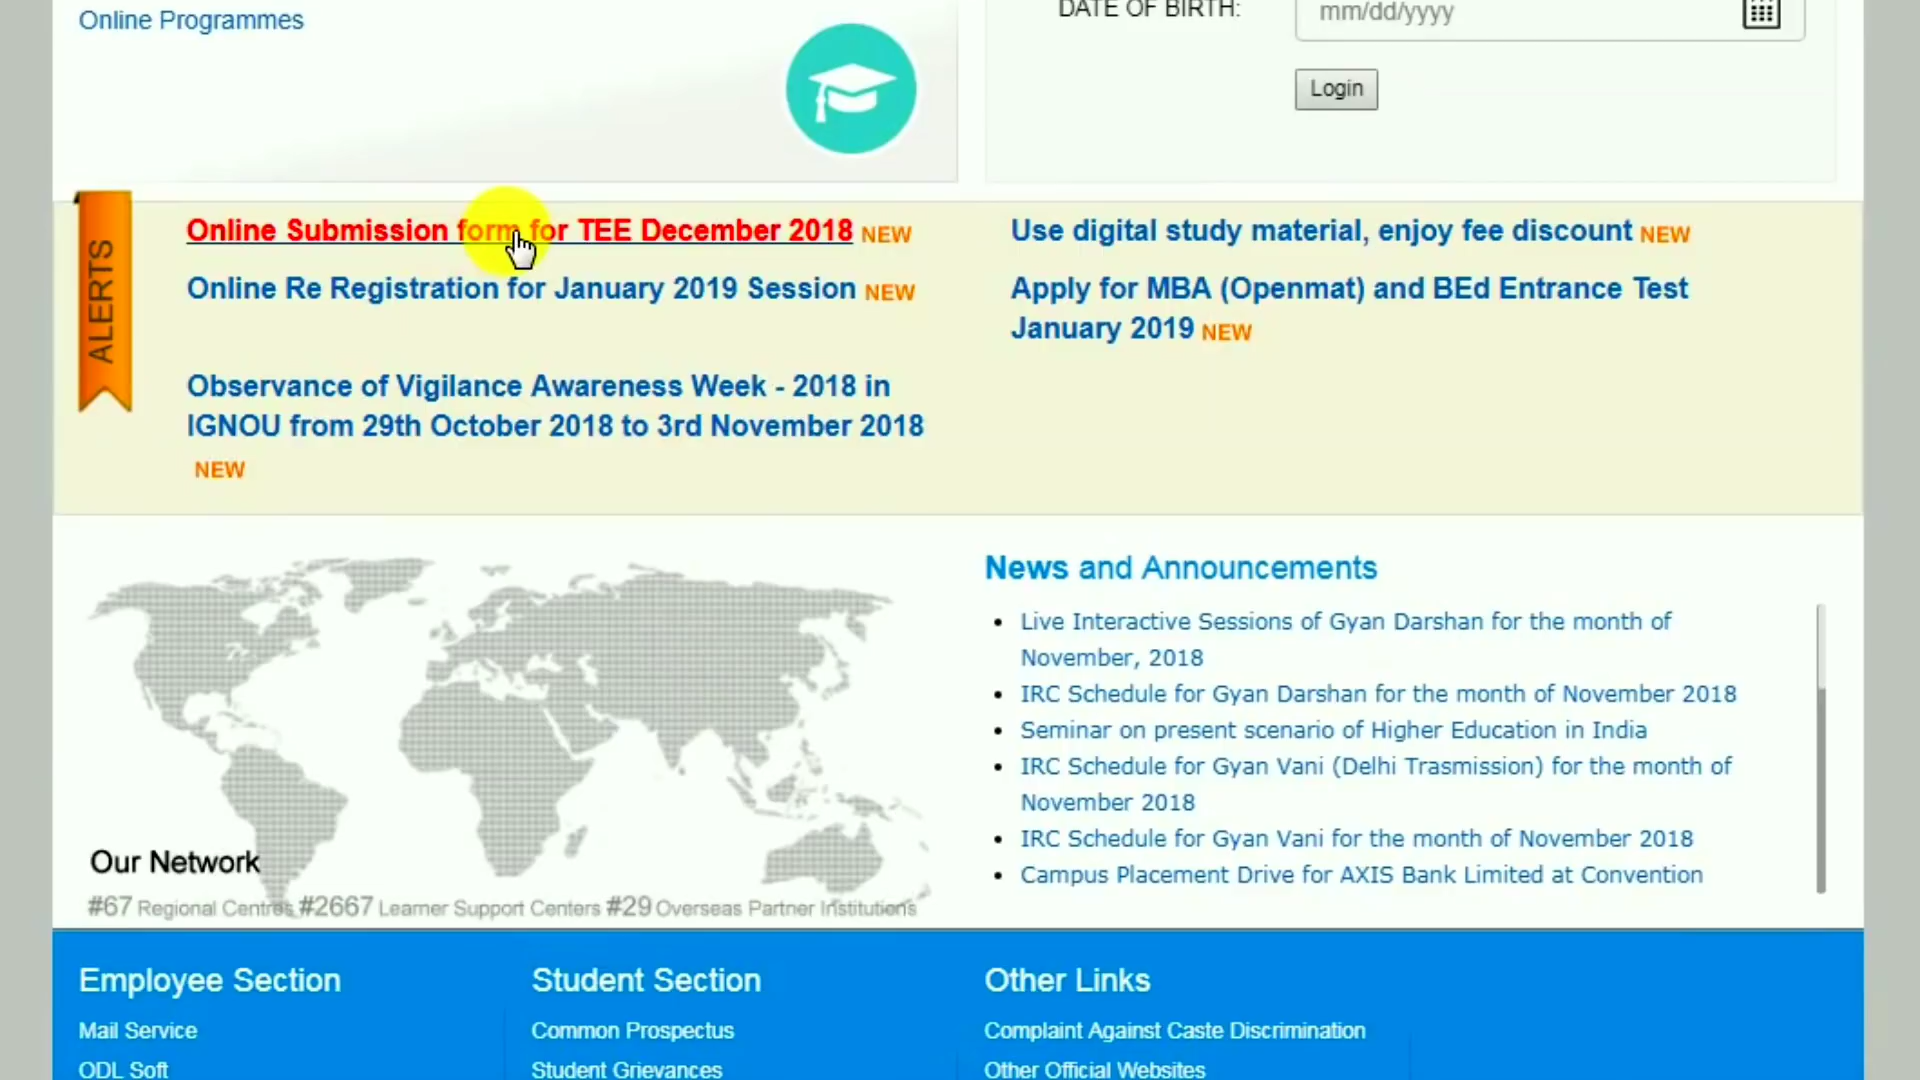 Online Programmes
DATE OF BIRTH:
mm/dd/yyyy
Login
ALERTS
Online Submission form for TEE December 2018 NEW
Online Re Registration for January 2019 Session NEW
Observance of Vigilance Awareness Week - 2018 in
IGNOU from 29th October 2018 to 3rd November 2018
NEW
Use digital study material, enjoy fee discount NEW
Apply for MBA (Openmat) and BEd Entrance Test
January 2019 NEW
Our Network
#67 Regional Centres #2667 Learner Support Centers #29 Overseas Partner Institutions
News and Announcements
• Live Interactive Sessions of Gyan Darshan for the month of
November, 2018
• IRC Schedule for Gyan Darshan for the month of November 2018
• Seminar on present scenario of Higher Education in India
• IRC Schedule for Gyan Vani (Delhi Trasmission) for the month of
November 2018
• IRC Schedule for Gyan Vani for the month of November 2018
• Campus Placement Drive for AXIS Bank Limited at Convention
Employee Section
Mail Service
ODL Soft
Student Section
Common Prospectus
Student Grievances
Other Links
Complaint Against Caste Discrimination
Other Official Websites